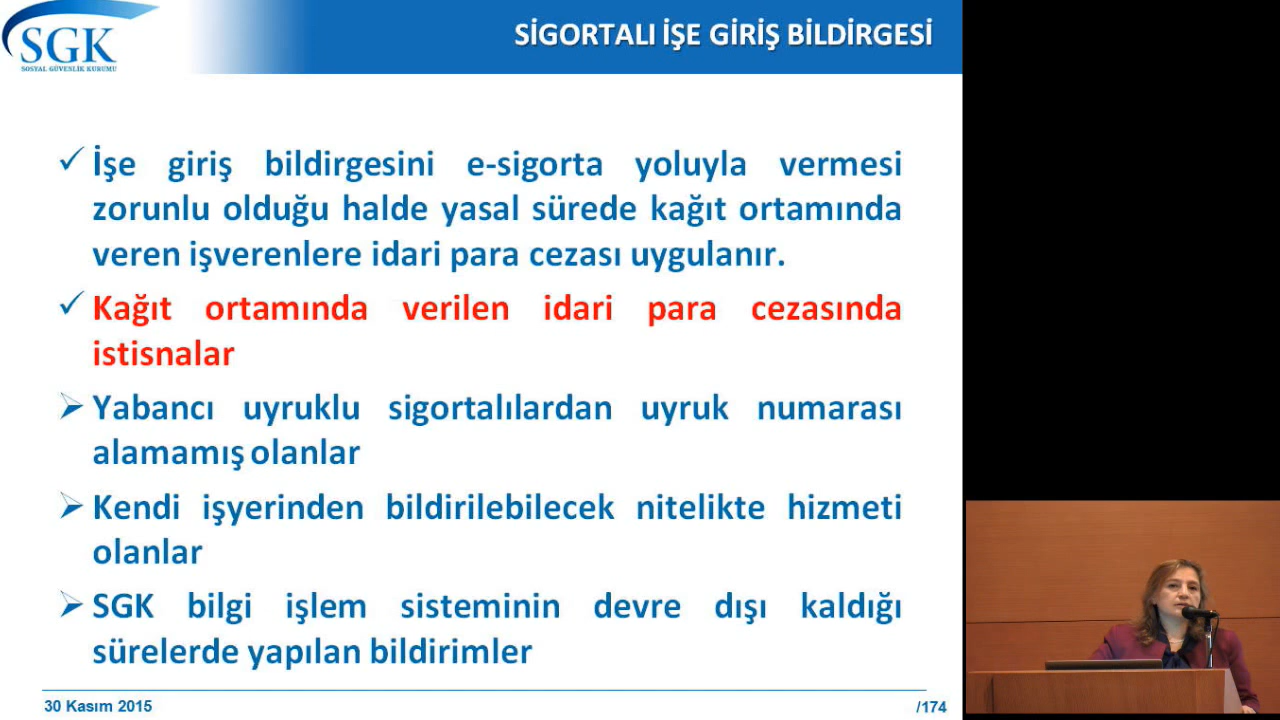 SGK
SOSYAL GÜVENLİK KURUMU
SİGORTALI İŞE GİRİŞ BİLDİRGESİ
İşe giriş bildirgesini e-sigorta yoluyla vermesi
zorunlu olduğu halde yasal sürede kağıt ortamında
veren işverenlere idari para cezası uygulanır.
Kağıt ortamında verilen idari para cezasında
istisnalar
Yabancı uyruklu sigortalılardan uyruk numarası
alamamış olanlar
Kendi işyerinden bildirilebilecek nitelikte hizmeti
olanlar
SGK bilgi işlem sisteminin devre dışı kaldığı
sürelerde yapılan bildirimler
30 Kasım 2015
/174